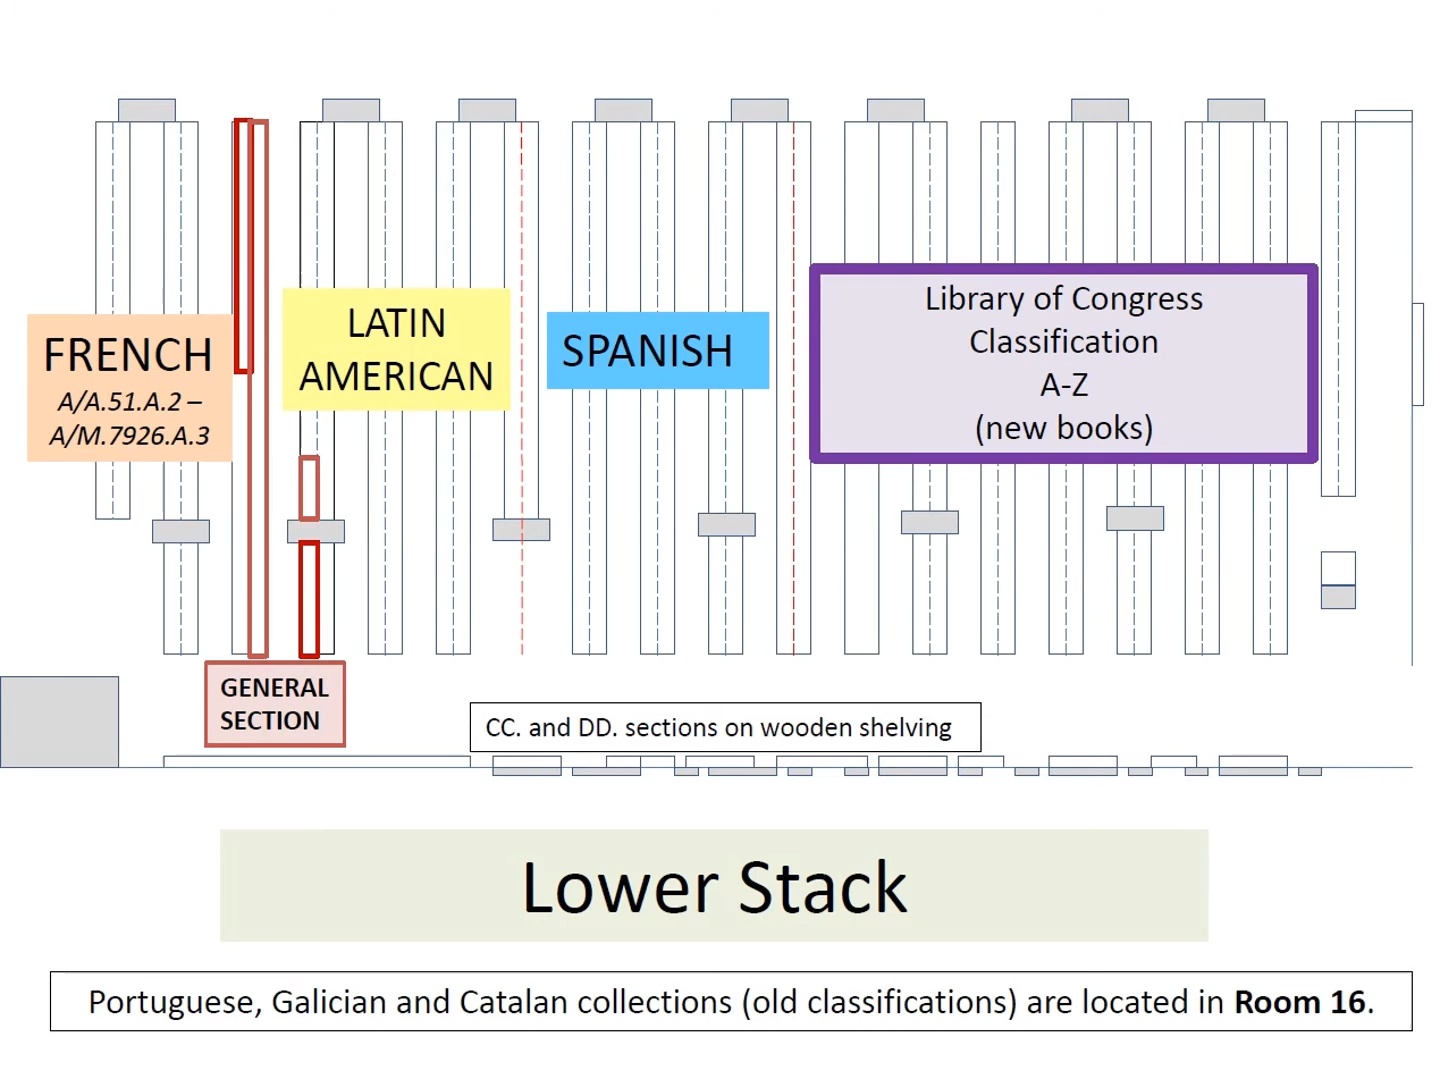 FRENCH
A/A.51.A.2 –
A/M.7926.A.3
LATIN
AMERICAN
SPANISH
Library of Congress
Classification
A-Z
(new books)
GENERAL
SECTION
CC. and DD. sections on wooden shelving
Lower Stack
Portuguese, Galician and Catalan collections (old classifications) are located in Room 16.